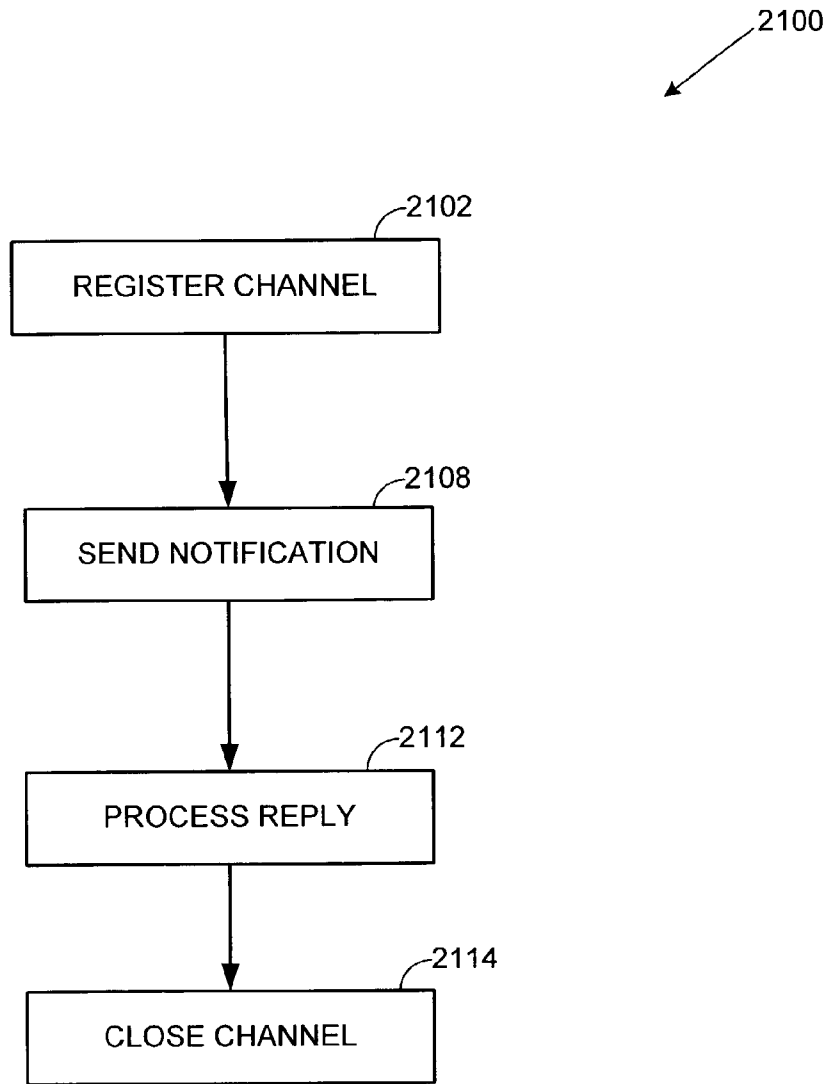 2100
2102
REGISTER CHANNEL
2108
SEND NOTIFICATION
2112
PROCESS REPLY
2114
CLOSE CHANNEL